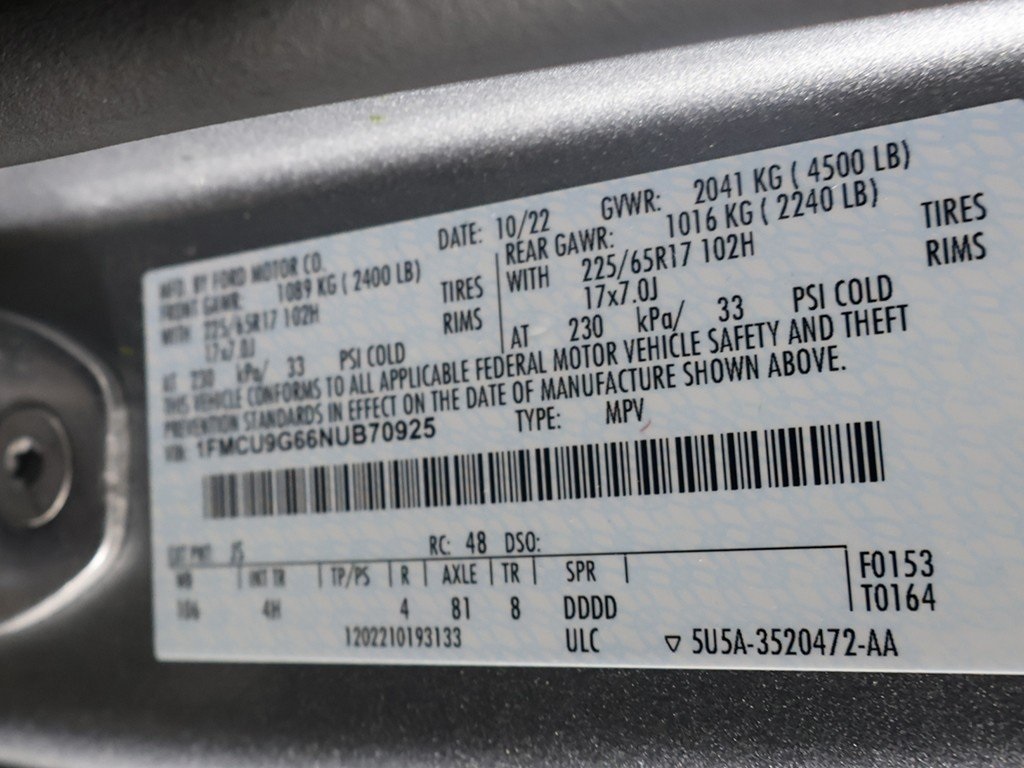 MFD. BY FORD MOTOR CO. DATE: 10/22 GVWR: 2041 KG ( 4500 LB)
FRONT GAWR: 1089 KG ( 2400 LB) REAR GAWR: 1016 KG ( 2240 LB)
WITH 225/65R17 102H TIRES WITH 225/65R17 102H TIRES
17x7.0J RIMS 17x7.0J RIMS
AT 230 kPa/ 33 PSI COLD AT 230 kPa/ 33 PSI COLD
THIS VEHICLE CONFORMS TO ALL APPLICABLE FEDERAL MOTOR VEHICLE SAFETY AND THEFT
PREVENTION STANDARDS IN EFFECT ON THE DATE OF MANUFACTURE SHOWN ABOVE.
VIN: 1FMCU9G66NUB70925 TYPE: MPV
EXT PNT: JS RC: 48 DSO:
WB INT TR TP/PS R AXLE TR SPR F0153
106 4H 4 81 8 DDDD T0164
1202210193133 ULC ▽ 5U5A-3520472-AA